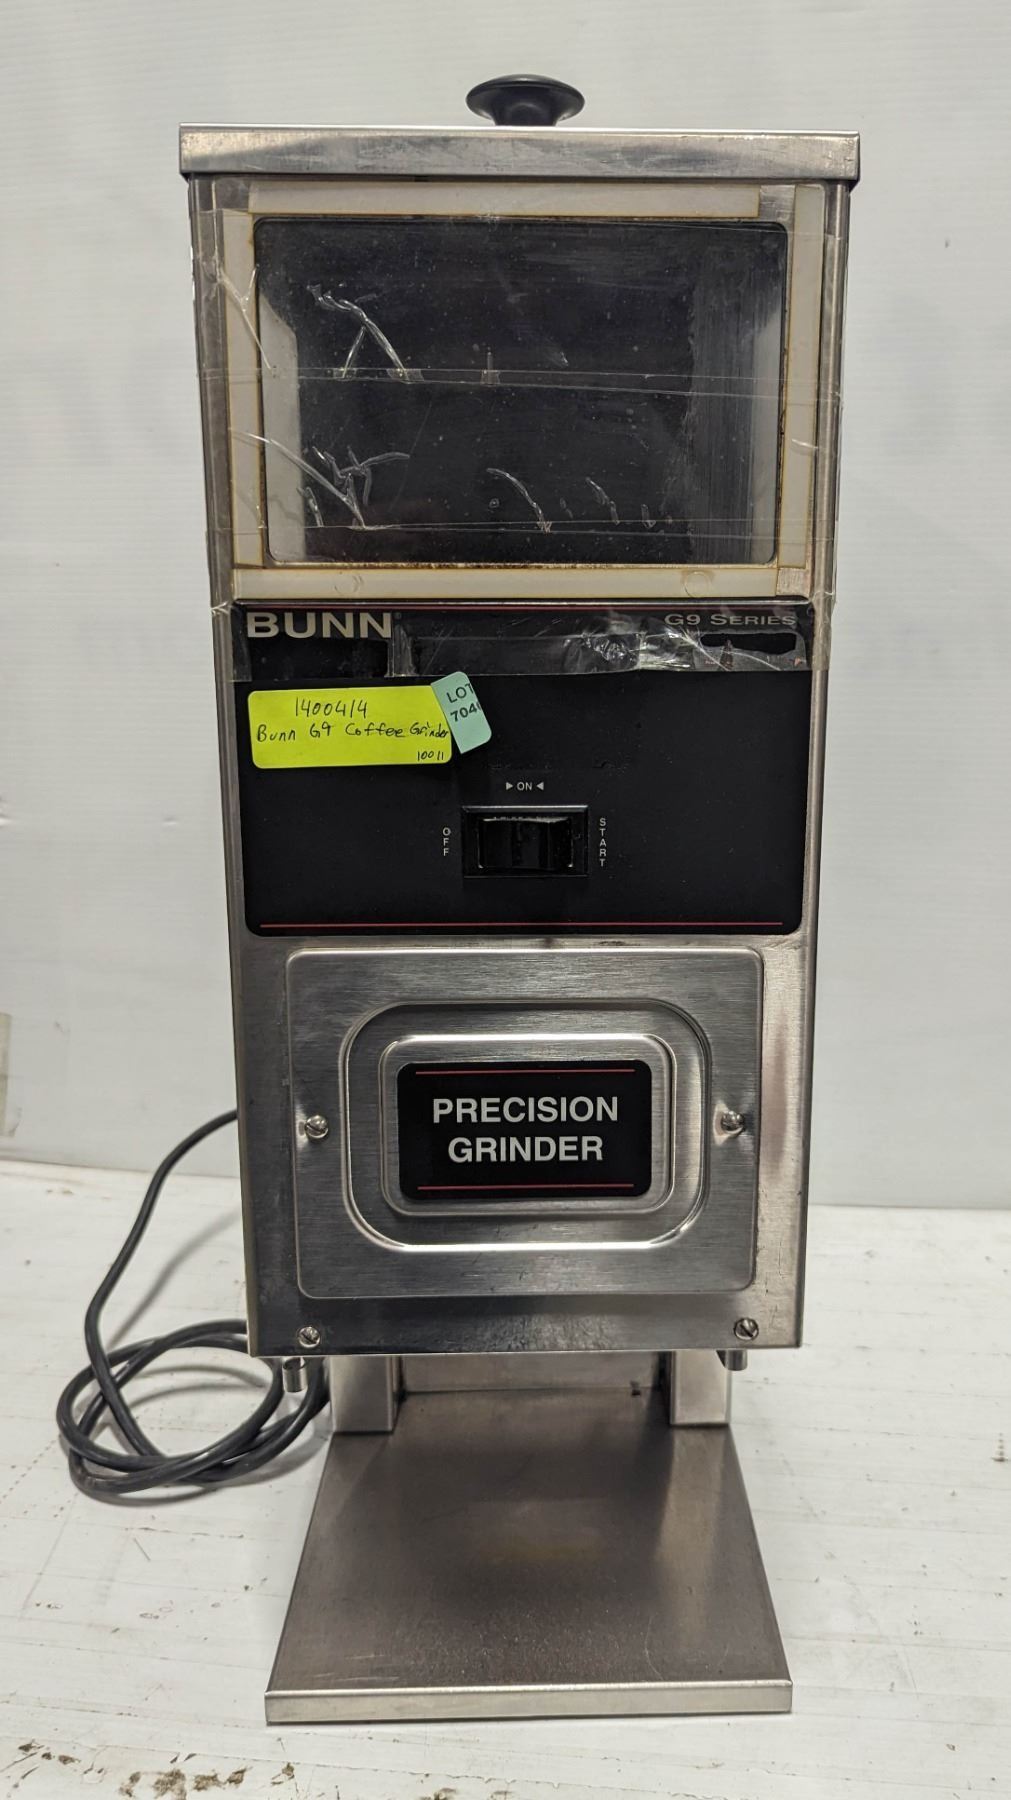 BUNN®
G9 SERIES
1400414
Bunn G9 Coffee Grinder
10011
LOT
▶ ON ◀
OFF
START
PRECISION
GRINDER